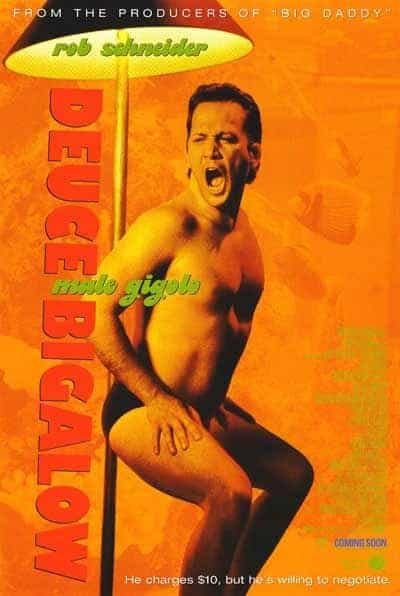 FROM THE PRODUCERS OF "BIG DADDY"
rob schneider
DEUCE BIGALOW
male gigolo
COMING SOON
He charges $10, but he's willing to negotiate.